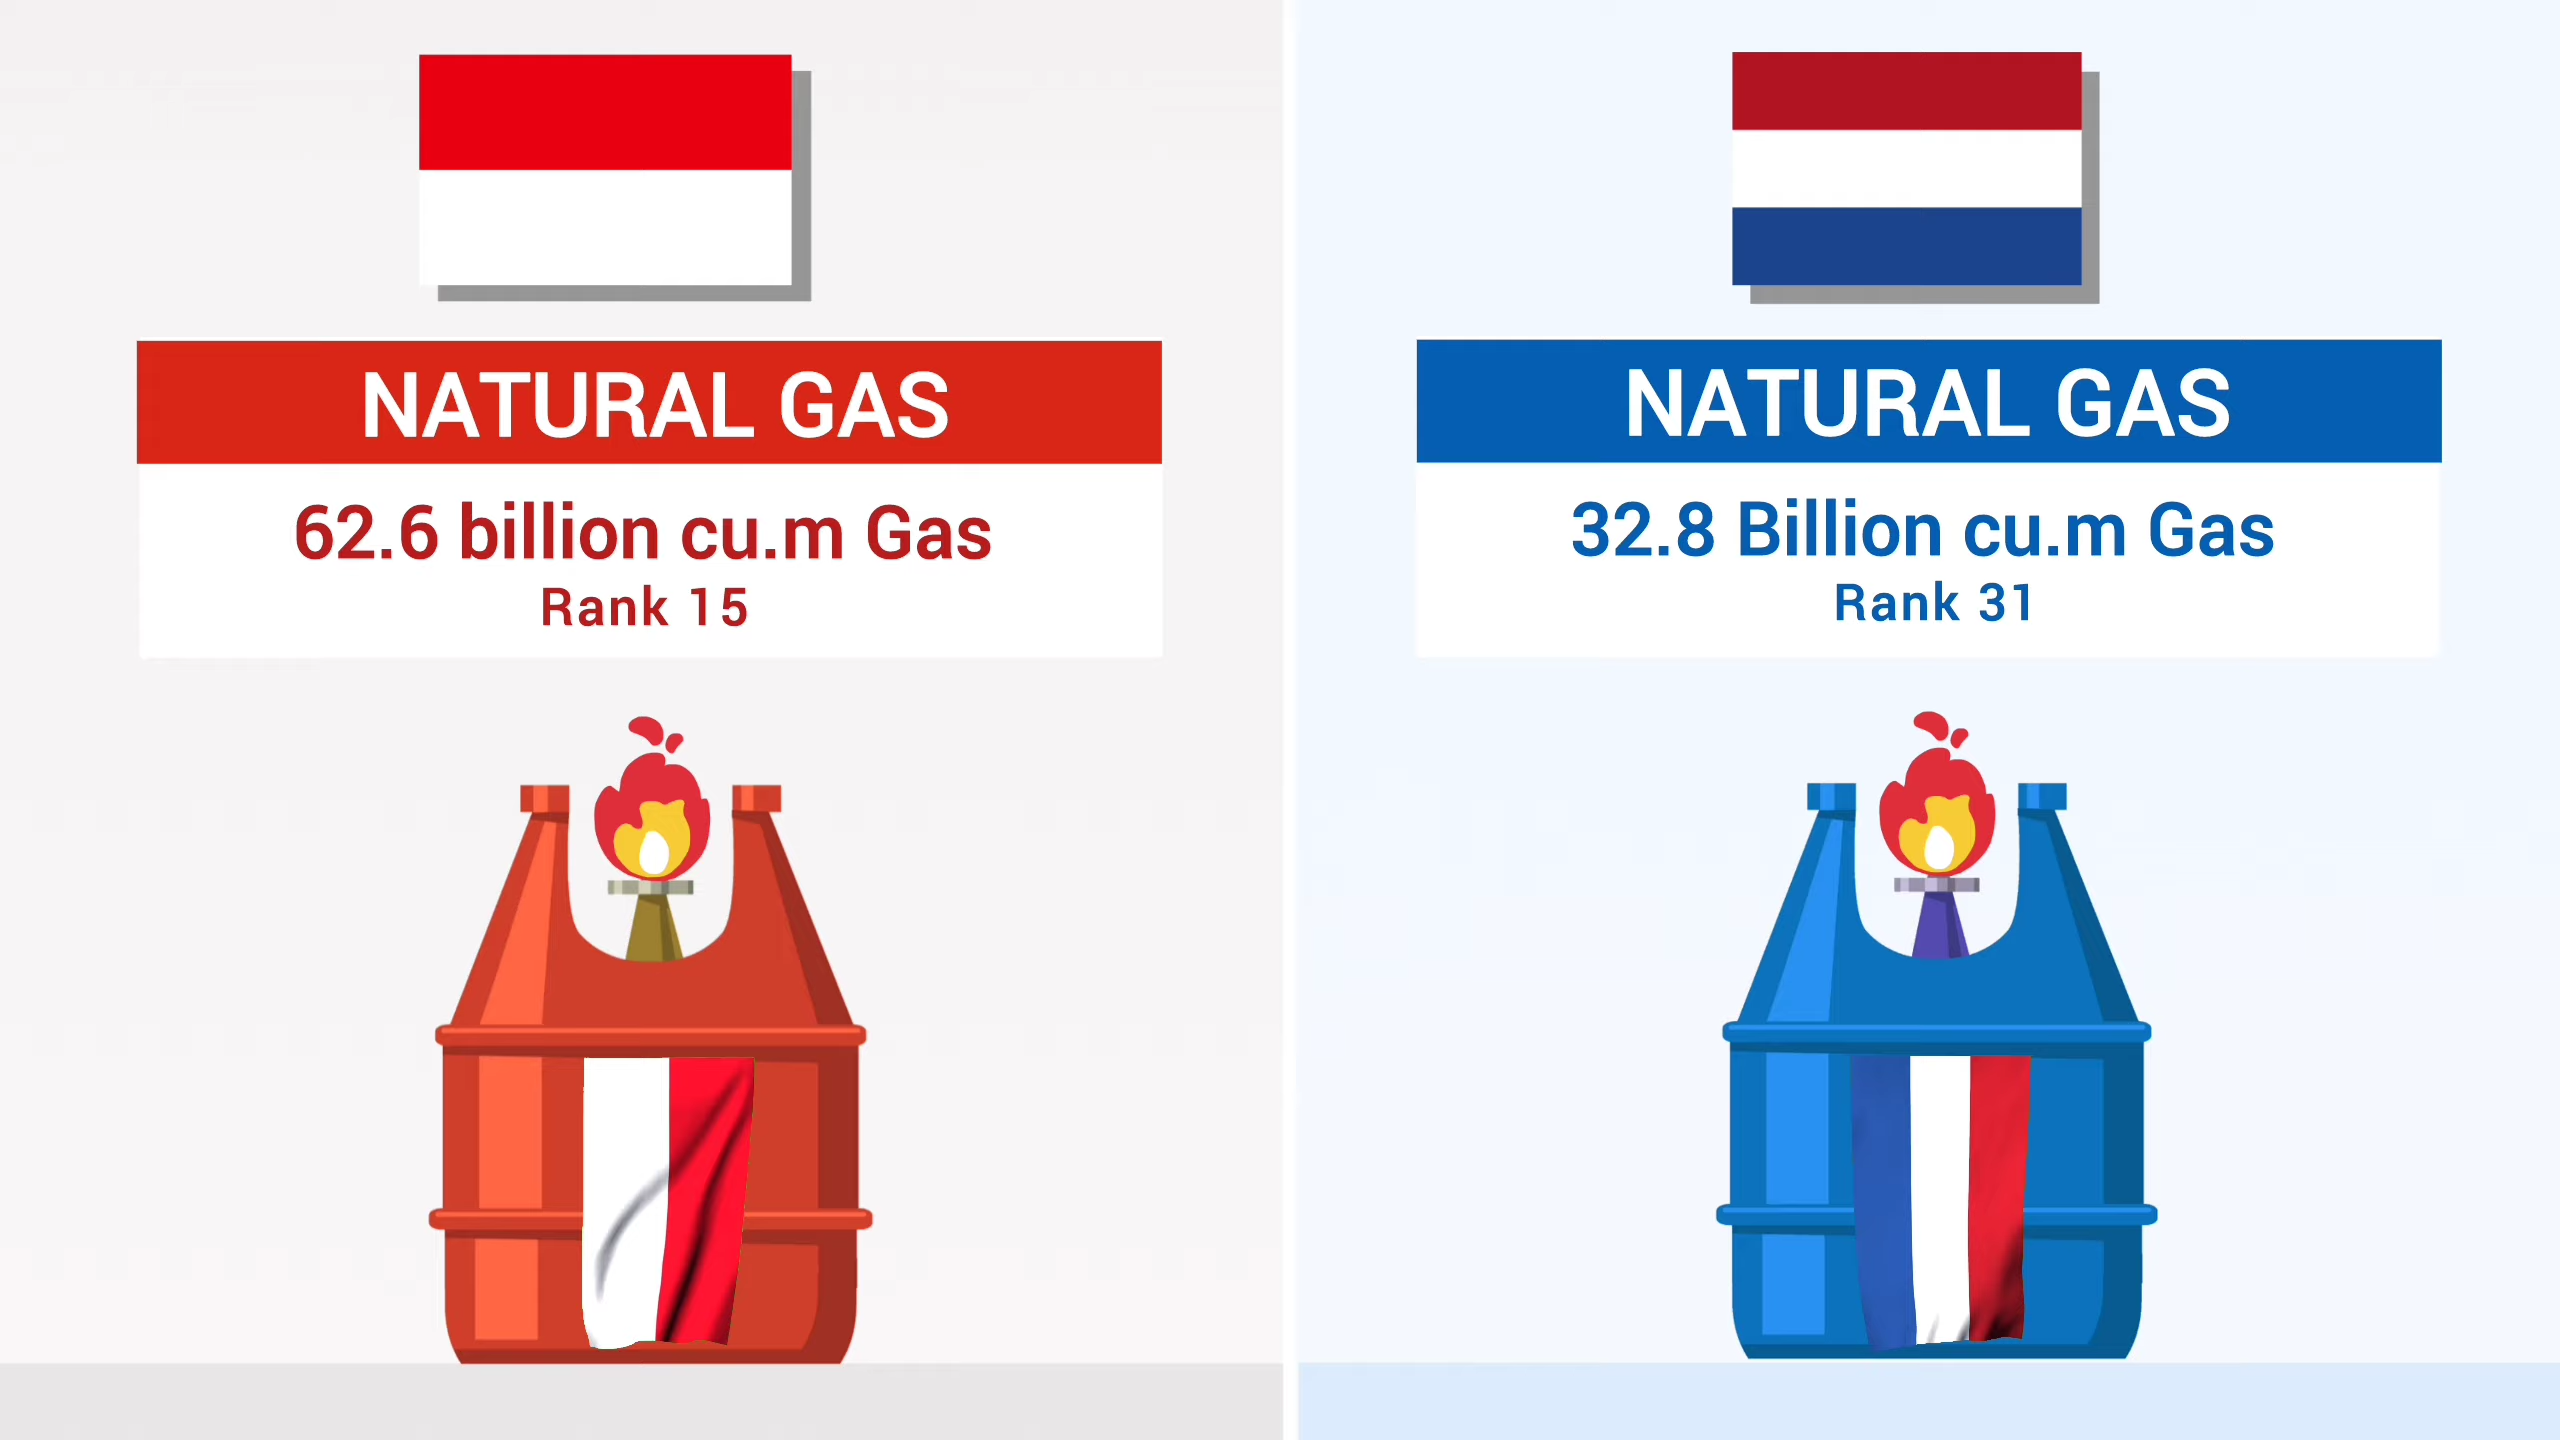 NATURAL GAS
62.6 billion cu.m Gas
Rank 15
NATURAL GAS
32.8 Billion cu.m Gas
Rank 31